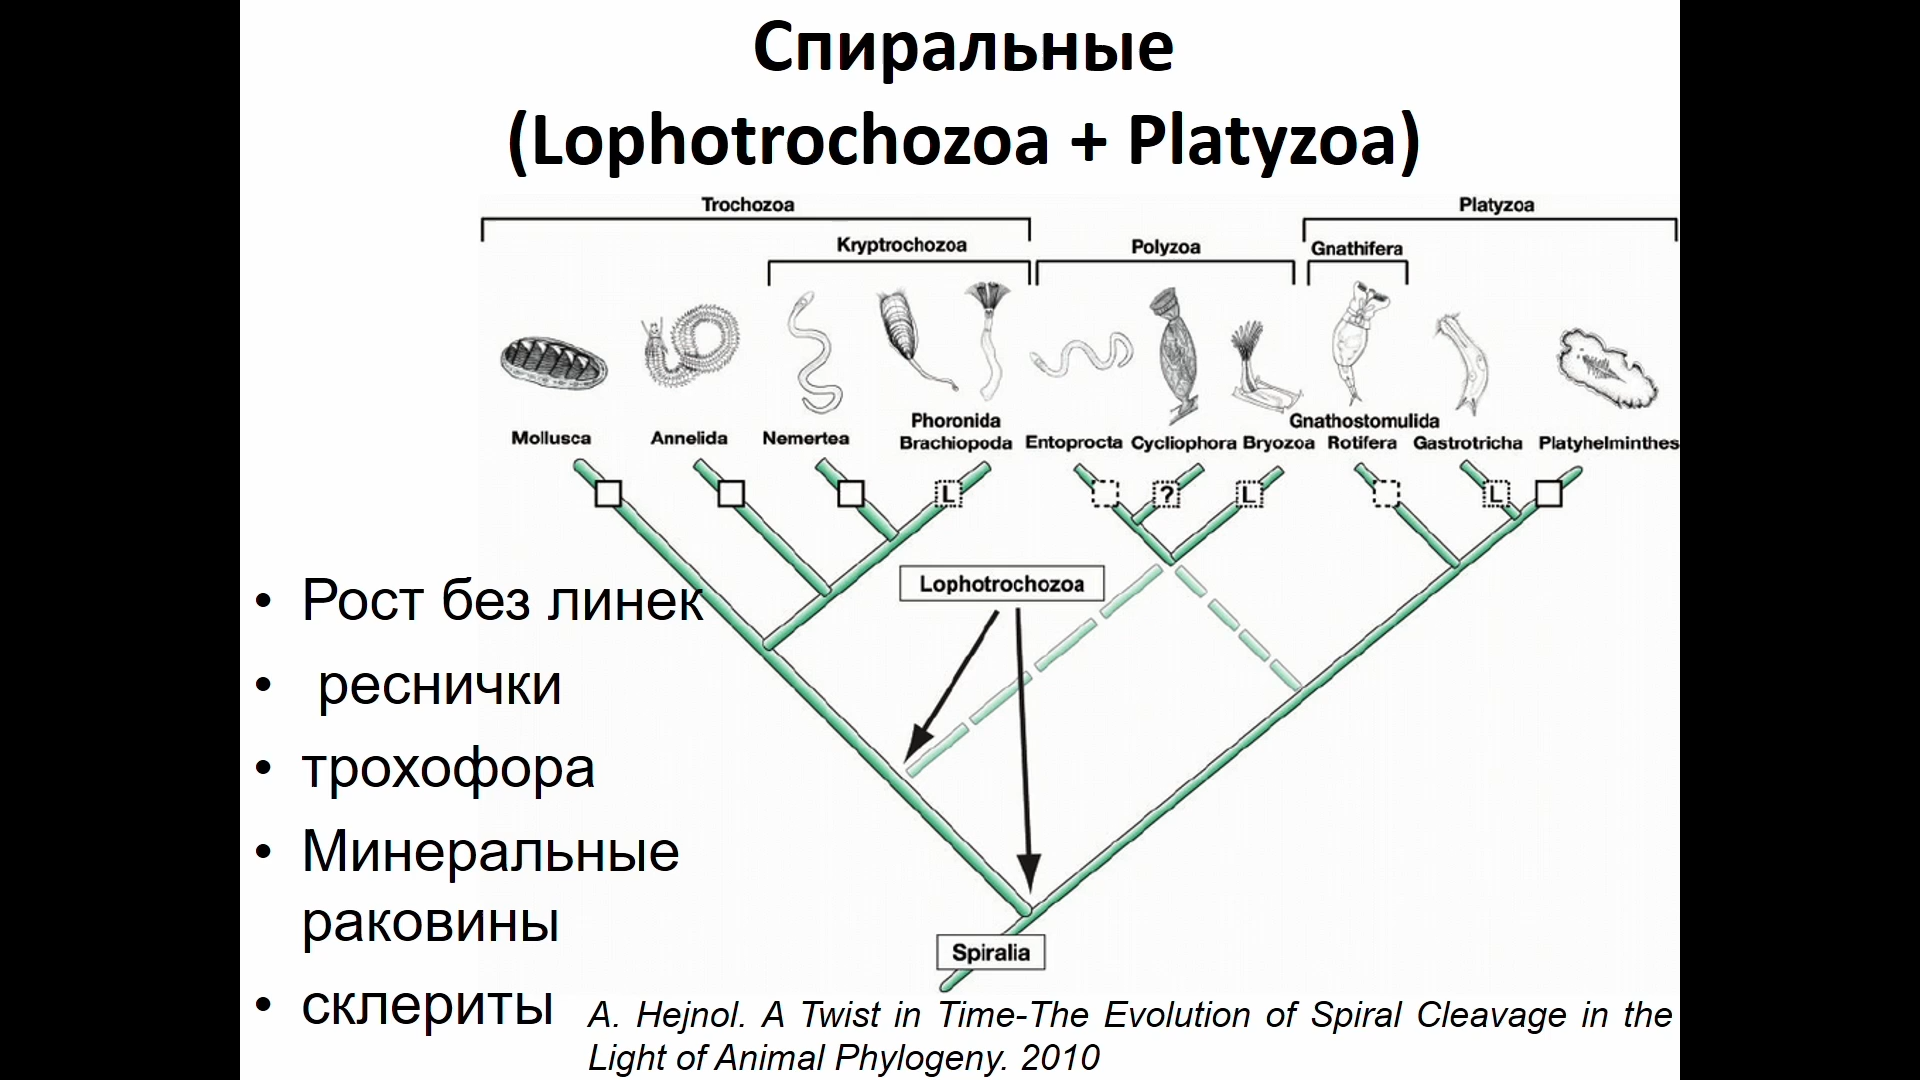 Спиральные
(Lophotrochozoa + Platyzoa)
Trochozoa
Platyzoa
Kryptrochozoa
Polyzoa
Gnathifera
Phoronida
Gnathostomulida
Mollusca
Annelida
Nemertea
Brachiopoda
Entoprocta
Cycliophora
Bryozoa
Rotifera
Gastrotricha
Platyhelminthes
L
?
L
L
Lophotrochozoa
• Рост без линек
• реснички
• трохофора
• Минеральные
раковины
• склериты
Spiralia
A. Hejnol. A Twist in Time-The Evolution of Spiral Cleavage in the
Light of Animal Phylogeny. 2010